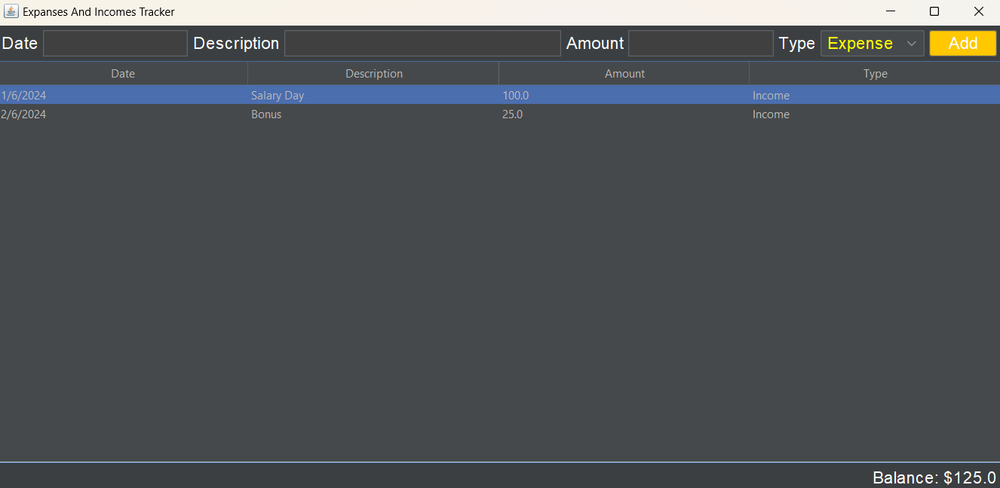 Expanses And Incomes Tracker
Date Description Amount Type Expense Add
Date Description Amount Type
1/6/2024 Salary Day 100.0 Income
2/6/2024 Bonus 25.0 Income
Balance: $125.0